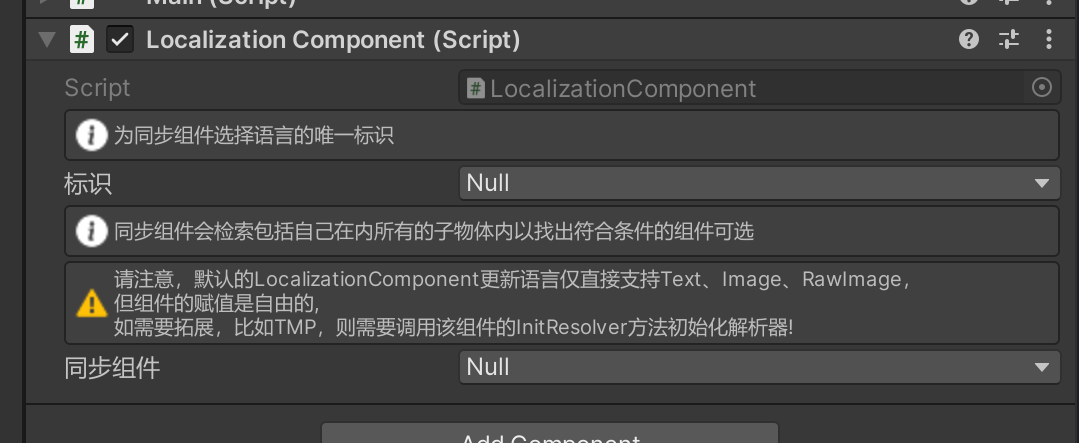 Main (Script)
Localization Component (Script)
Script
LocalizationComponent
为同步组件选择语言的唯一标识
标识
Null
同步组件会检索包括自己在内所有的子物体内以找出符合条件的组件可选
请注意，默认的LocalizationComponent更新语言仅直接支持Text、Image、RawImage，
但组件的赋值是自由的,
如需要拓展，比如TMP，则需要调用该组件的InitResolver方法初始化解析器!
同步组件
Null
Add Component